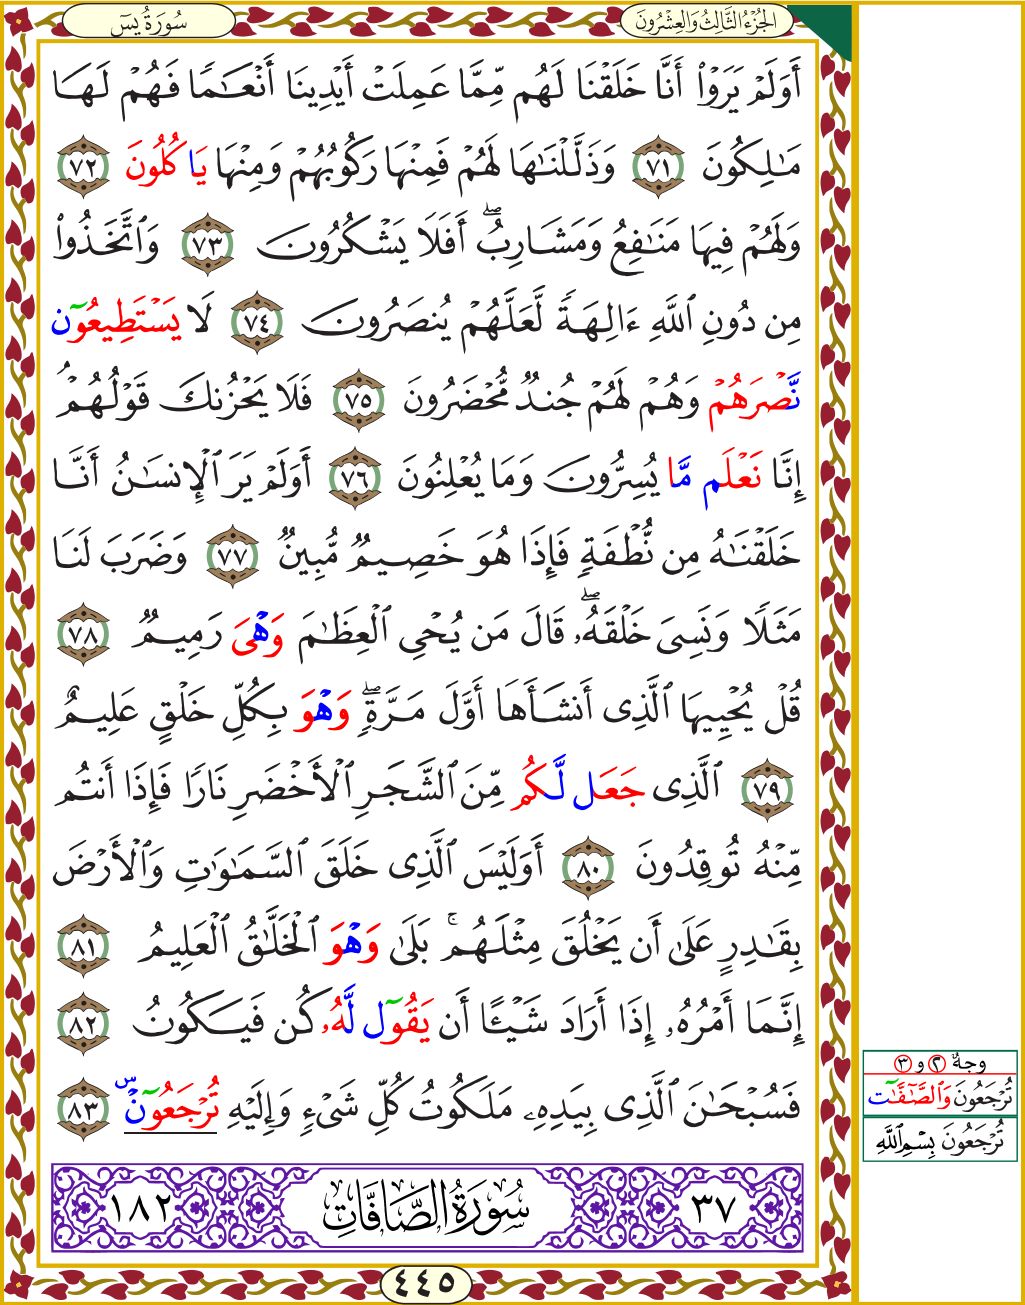 سُورَةُ يسٓ
الجُزْءُ الثَّالِثُ وَالعِشْرُونَ
أَوَلَمْ يَرَوْا۟ أَنَّا خَلَقْنَا لَهُم مِّمَّا عَمِلَتْ أَيْدِينَا أَنْعَـٰمًا فَهُمْ لَهَا
مَـٰلِكُونَ ٧١ وَذَلَّلْنَـٰهَا لَهُمْ فَمِنْهَا رَكُوبُهُمْ وَمِنْهَا يَاكُلُونَ ٧٢
وَلَهُمْ فِيهَا مَنَـٰفِعُ وَمَشَارِبُ ۖ أَفَلَا يَشْكُرُونَ ٧٣ وَٱتَّخَذُوا۟
مِن دُونِ ٱللَّهِ ءَالِهَةً لَّعَلَّهُمْ يُنصَرُونَ ٧٤ لَا يَسْتَطِيعُوٓن
نَّصْرَهُمْ وَهُمْ لَهُمْ جُندٌ مُّحْضَرُونَ ٧٥ فَلَا يَحْزُنكَ قَوْلُهُمْ ۘ
إِنَّا نَعْلَم مَّا يُسِرُّونَ وَمَا يُعْلِنُونَ ٧٦ أَوَلَمْ يَرَ ٱلْإِنسَـٰنُ أَنَّا
خَلَقْنَـٰهُ مِن نُّطْفَةٍ فَإِذَا هُوَ خَصِيمٌ مُّبِينٌ ٧٧ وَضَرَبَ لَنَا
مَثَلًا وَنَسِىَ خَلْقَهُۥ ۖ قَالَ مَن يُحْىِ ٱلْعِظَـٰمَ وَهْىَ رَمِيمٌ ٧٨
قُلْ يُحْيِيهَا ٱلَّذِى أَنشَأَهَا أَوَّلَ مَرَّةٍ ۖ وَهْوَ بِكُلِّ خَلْقٍ عَلِيمٌ
٧٩ ٱلَّذِى جَعَل لَّكُم مِّنَ ٱلشَّجَرِ ٱلْأَخْضَرِ نَارًا فَإِذَا أَنتُم
مِّنْهُ تُوقِدُونَ ٨٠ أَوَلَيْسَ ٱلَّذِى خَلَقَ ٱلسَّمَـٰوَٰتِ وَٱلْأَرْضَ
بِقَـٰدِرٍ عَلَىٰ أَن يَخْلُقَ مِثْلَهُم ۚ بَلَىٰ وَهْوَ ٱلْخَلَّـٰقُ ٱلْعَلِيمُ ٨١
إِنَّمَا أَمْرُهُۥ إِذَا أَرَادَ شَيْـًٔا أَن يَقُوٓل لَّهُۥ كُن فَيَكُونُ ٨٢
فَسُبْحَـٰنَ ٱلَّذِى بِيَدِهِۦ مَلَكُوتُ كُلِّ شَىْءٍ وَإِلَيْهِ تُرْجَعُوٓنَ ۜ ٨٣
٣٧ سُورَةُ الصَّافَّاتِ ١٨٢
٤٤٥
وجهٌ ٢ و ٣
تُرْجَعُونَ وَٱلصَّـٰٓفَّـٰٓت
تُرْجَعُونَ بِسْمِ ٱللَّهِ